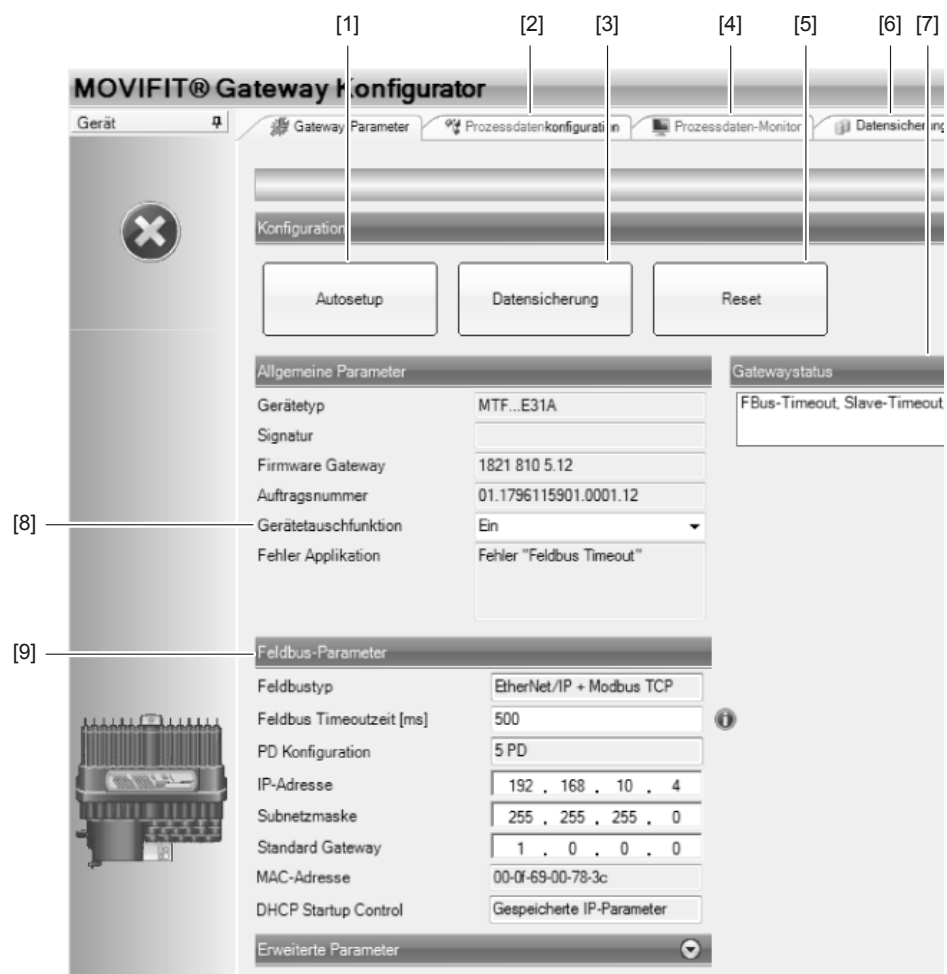 [1] [2] [3] [4] [5] [6] [7]
MOVIFIT® Gateway Konfigurator
Gerät
Gateway Parameter Prozessdatenkonfiguration Prozessdaten-Monitor Datensicherung
Konfiguration
Autosetup Datensicherung Reset
Allgemeine Parameter
Gatewaystatus
Gerätetyp MTF...E31A
FBus-Timeout, Slave-Timeout,
Signatur
Firmware Gateway 1821 810 5.12
Auftragsnummer 01.1796115901.0001.12
[8] Gerätetauschfunktion Ein
Fehler Applikation Fehler "Feldbus Timeout"
[9] Feldbus-Parameter
Feldbustyp EtherNet/IP + Modbus TCP
Feldbus Timeoutzeit [ms] 500
PD Konfiguration 5 PD
IP-Adresse 192 . 168 . 10 . 4
Subnetzmaske 255 . 255 . 255 . 0
Standard Gateway 1 . 0 . 0 . 0
MAC-Adresse 00-0f-69-00-78-3c
DHCP Startup Control Gespeicherte IP-Parameter
Erweiterte Parameter